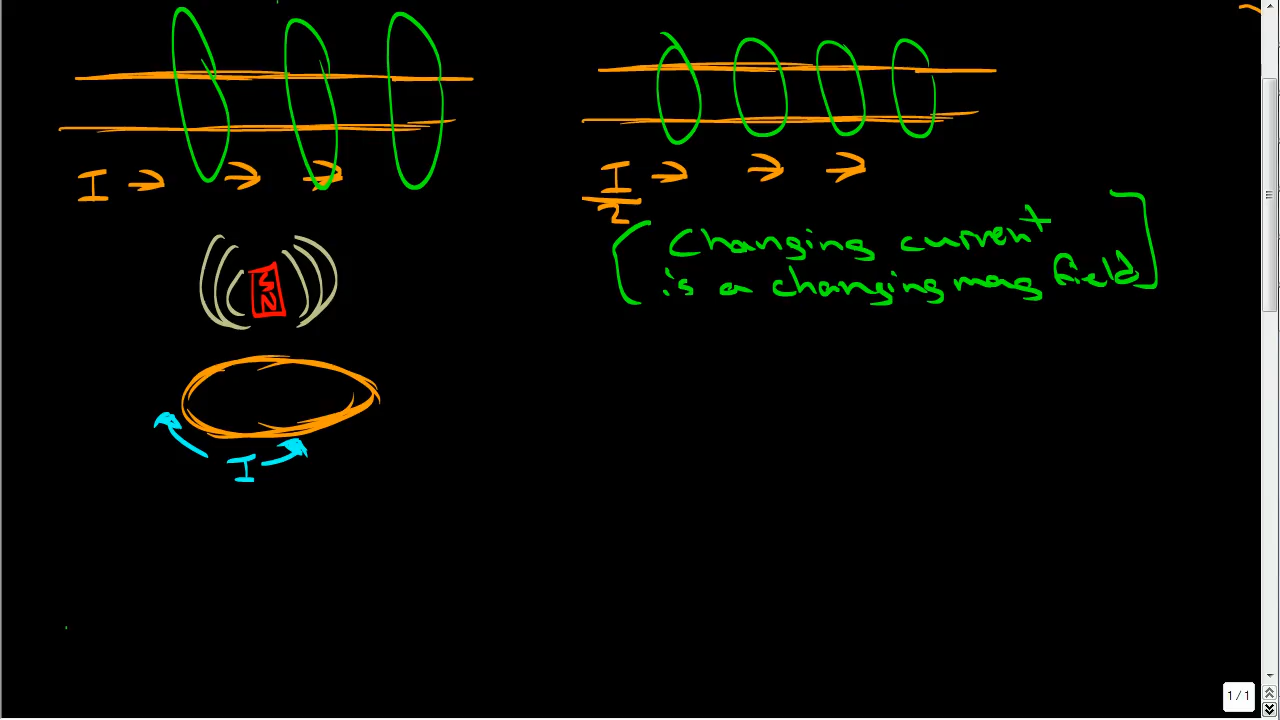 I → → →
I → → →
2
Changing current
is a changing mag field
N
S
I
1 / 1